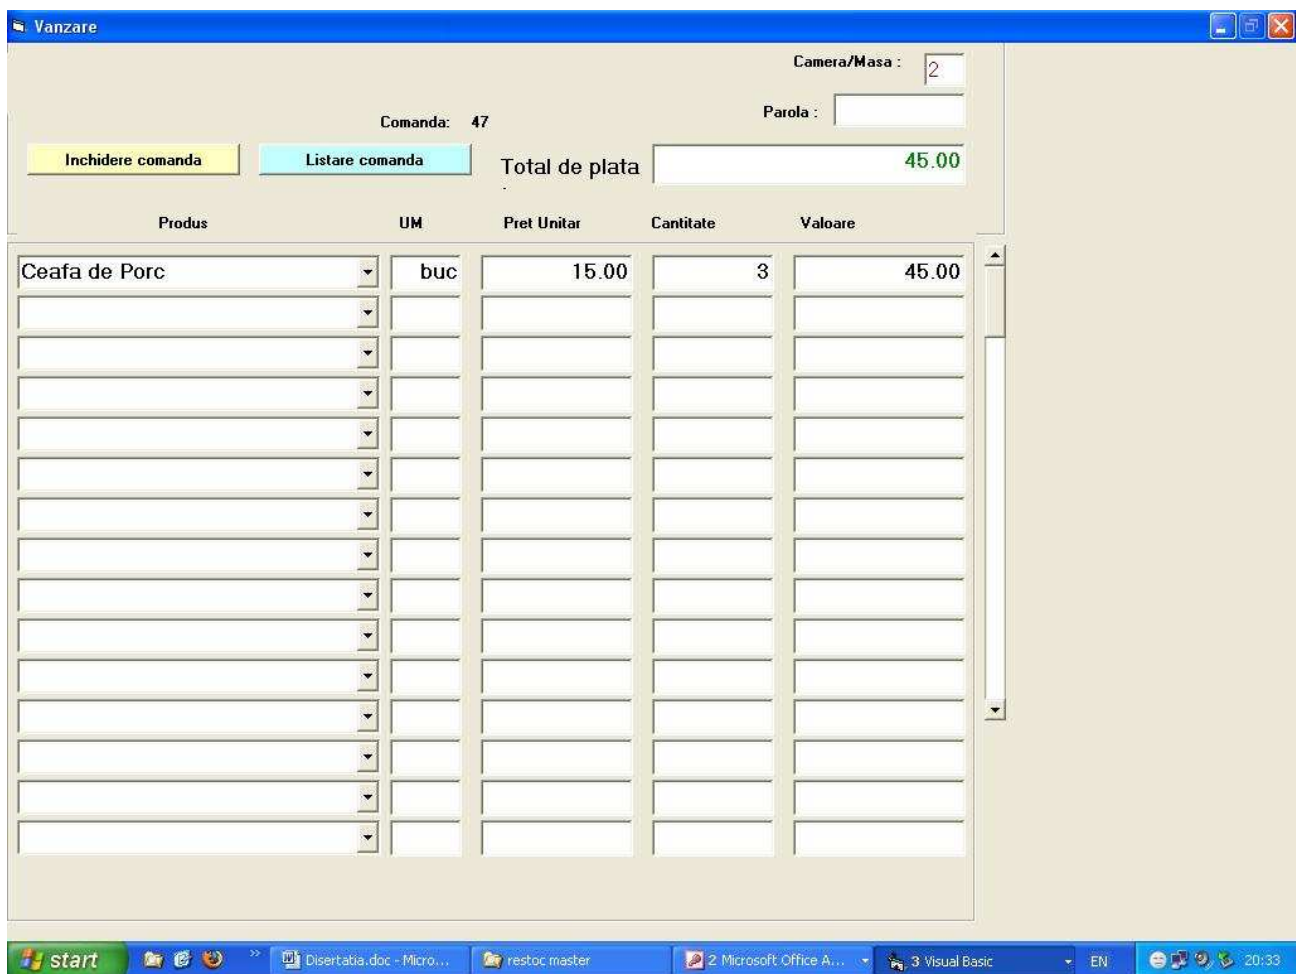 Vanzare
Camera/Masa : 2
Parola :
Comanda: 47
Inchidere comanda Listare comanda Total de plata 45.00
Produs UM Pret Unitar Cantitate Valoare
Ceafa de Porc buc 15.00 3 45.00
start Disertatia.doc - Micro... restoc master 2 Microsoft Office A... 3 Visual Basic EN 20:33